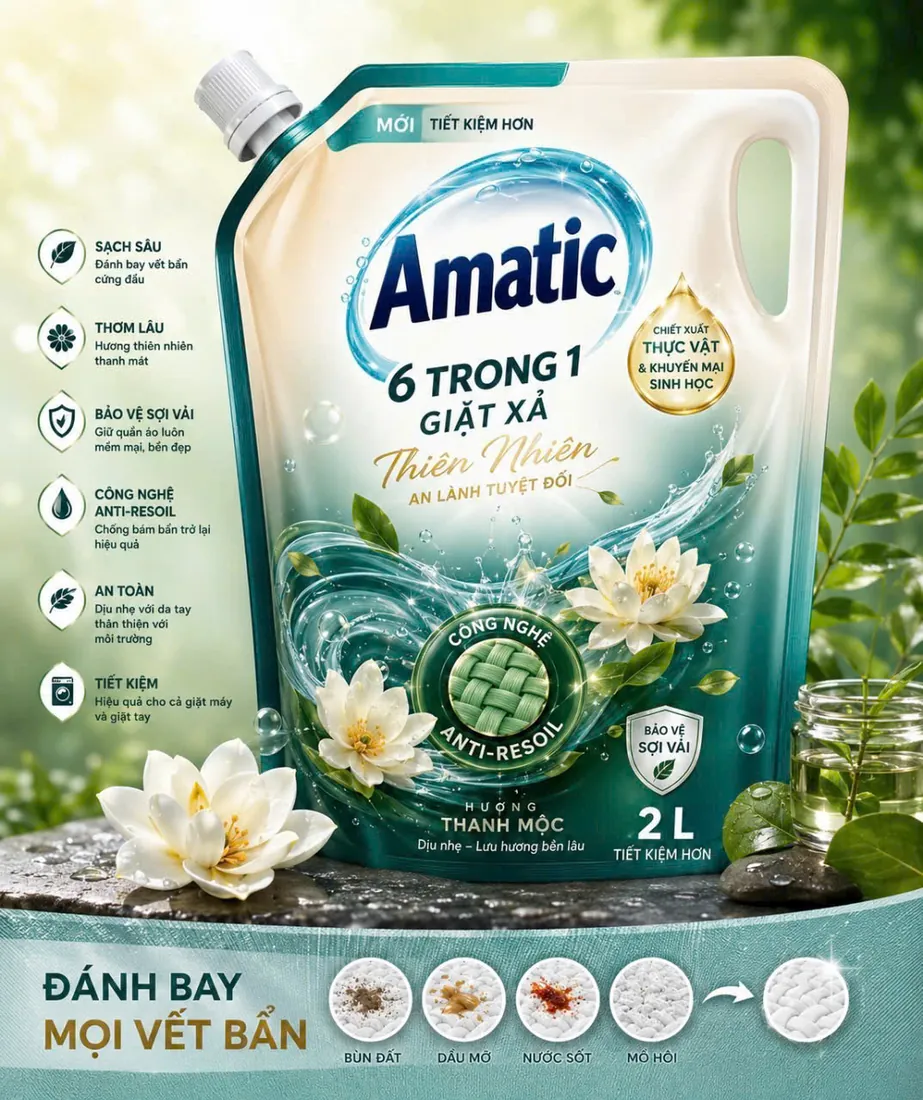 MỚI TIẾT KIỆM HƠN
Amatic
6 TRONG 1
GIẶT XẢ
Thiên Nhiên
AN LÀNH TUYỆT ĐỐI
CHIẾT XUẤT
THỰC VẬT
& KHUYẾN MẠI
SINH HỌC
SẠCH SÂU
Đánh bay vết bẩn
cứng đầu
THƠM LÂU
Hương thiên nhiên
thanh mát
BẢO VỆ SỢI VẢI
Giữ quần áo luôn
mềm mại, bền đẹp
CÔNG NGHỆ
ANTI-RESOIL
Chống bám bẩn trở lại
hiệu quả
AN TOÀN
Dịu nhẹ với da tay
thân thiện với
môi trường
TIẾT KIỆM
Hiệu quả cho cả giặt máy
và giặt tay
CÔNG NGHỆ
ANTI-RESOIL
BẢO VỆ
SỢI VẢI
HƯƠNG
THANH MỘC
Dịu nhẹ – Lưu hương bền lâu
2 L
TIẾT KIỆM HƠN
ĐÁNH BAY
MỌI VẾT BẨN
BÙN ĐẤT
DẦU MỠ
NƯỚC SỐT
MỒ HÔI